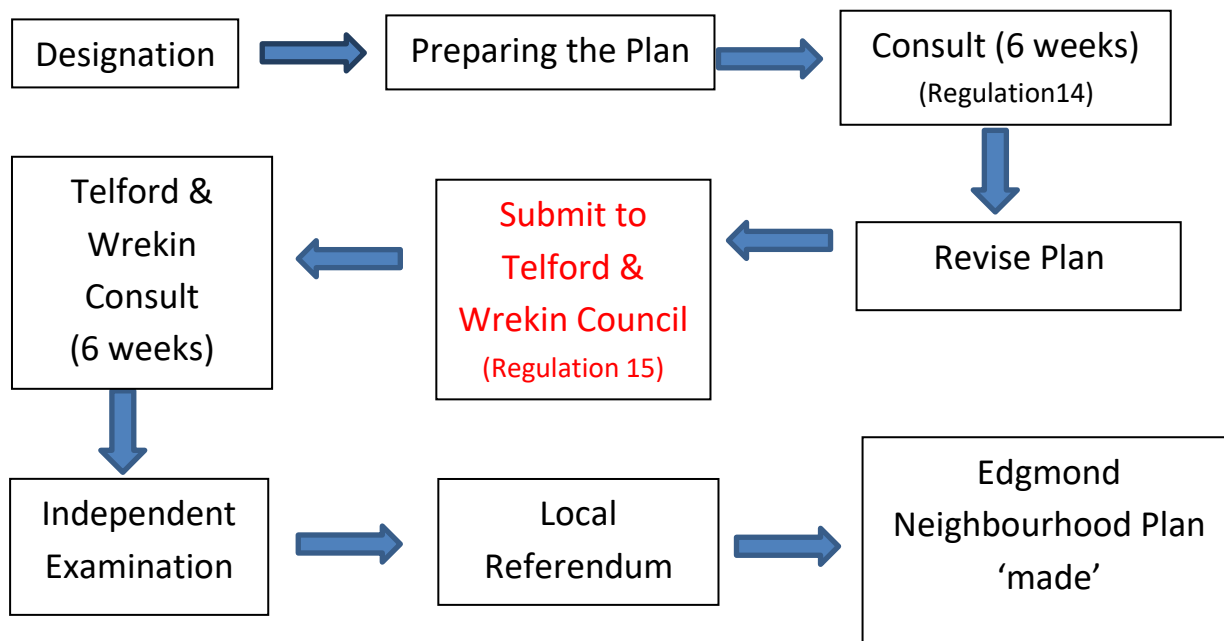 Designation
Preparing the Plan
Consult (6 weeks)
(Regulation14)
Revise Plan
Submit to
Telford &
Wrekin Council
(Regulation 15)
Telford &
Wrekin
Consult
(6 weeks)
Independent
Examination
Local
Referendum
Edgmond
Neighbourhood Plan
‘made’